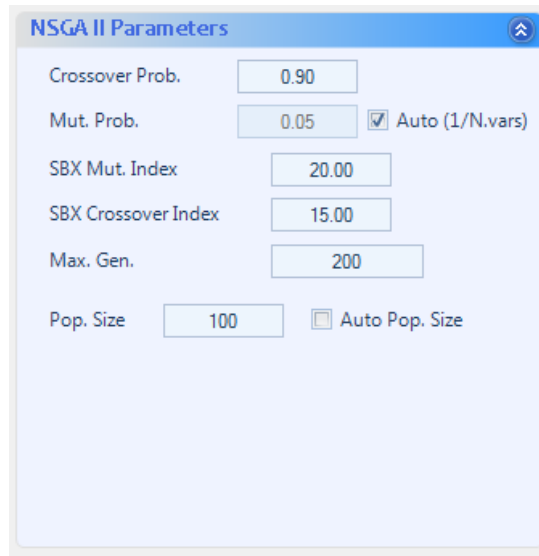 NSGA II Parameters
Crossover Prob. 0.90
Mut. Prob. 0.05 Auto (1/N.vars)
SBX Mut. Index 20.00
SBX Crossover Index 15.00
Max. Gen. 200
Pop. Size 100 Auto Pop. Size